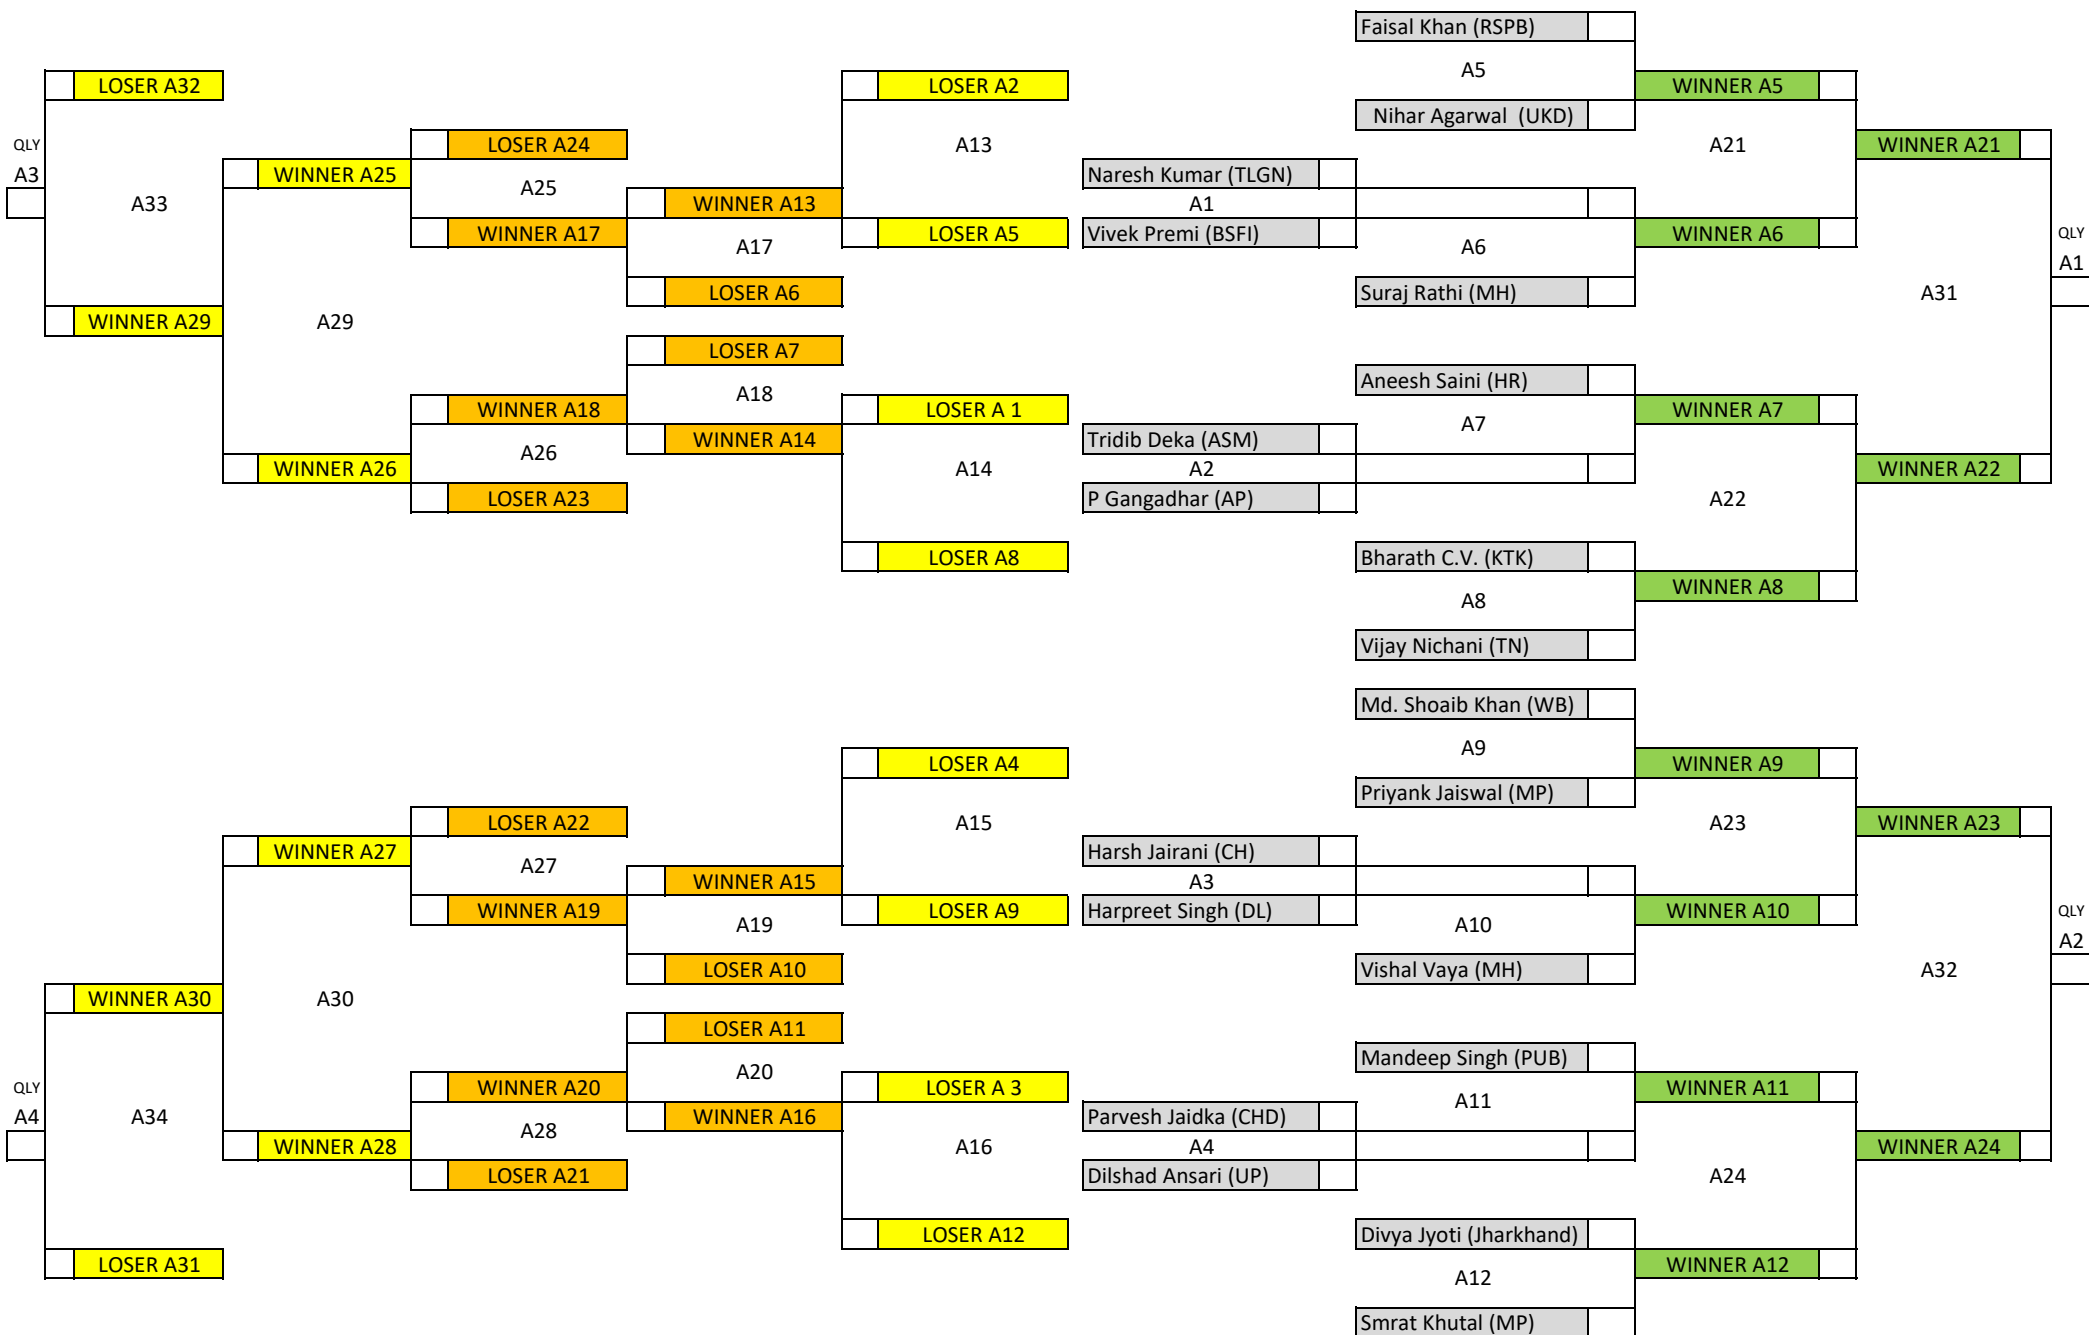 Faisal Khan (RSPB)
A5
LOSER A32
LOSER A2
WINNER A5
Nihar Agarwal  (UKD)
QLY
LOSER A24
A13
A21
WINNER A21
A3
WINNER A25
A25
Naresh Kumar (TLGN)
A33
WINNER A13
A1
WINNER A17
LOSER A5
Vivek Premi (BSFI)
WINNER A6
QLY
A17
A6
A1
LOSER A6
Suraj Rathi (MH)
A31
WINNER A29
A29
LOSER A7
Aneesh Saini (HR)
A18
WINNER A18
LOSER A 1
WINNER A7
A7
WINNER A14
Tridib Deka (ASM)
A26
WINNER A26
A14
A2
WINNER A22
LOSER A23
P Gangadhar (AP)
A22
LOSER A8
Bharath C.V. (KTK)
WINNER A8
A8
Vijay Nichani (TN)
Md. Shoaib Khan (WB)
A9
LOSER A4
WINNER A9
Priyank Jaiswal (MP)
LOSER A22
A15
A23
WINNER A23
WINNER A27
A27
Harsh Jairani (CH)
WINNER A15
A3
WINNER A19
LOSER A9
Harpreet Singh (DL)
WINNER A10
QLY
A19
A10
A2
LOSER A10
Vishal Vaya (MH)
A32
WINNER A30
A30
LOSER A11
Mandeep Singh (PUB)
A20
QLY
WINNER A20
LOSER A 3
WINNER A11
A11
A4
A34
WINNER A16
Parvesh Jaidka (CHD)
A28
WINNER A28
A16
A4
WINNER A24
LOSER A21
Dilshad Ansari (UP)
A24
LOSER A12
Divya Jyoti (Jharkhand)
LOSER A31
WINNER A12
A12
Smrat Khutal (MP)